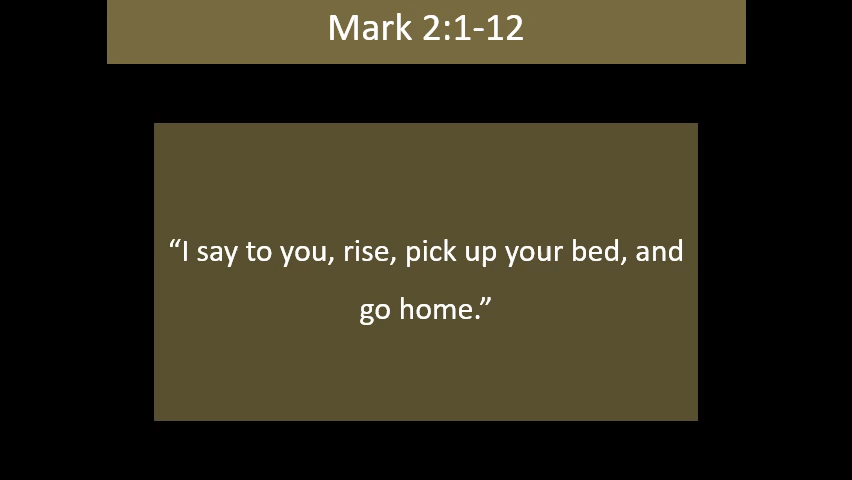 Mark 2:1-12
“I say to you, rise, pick up your bed, and
go home.”